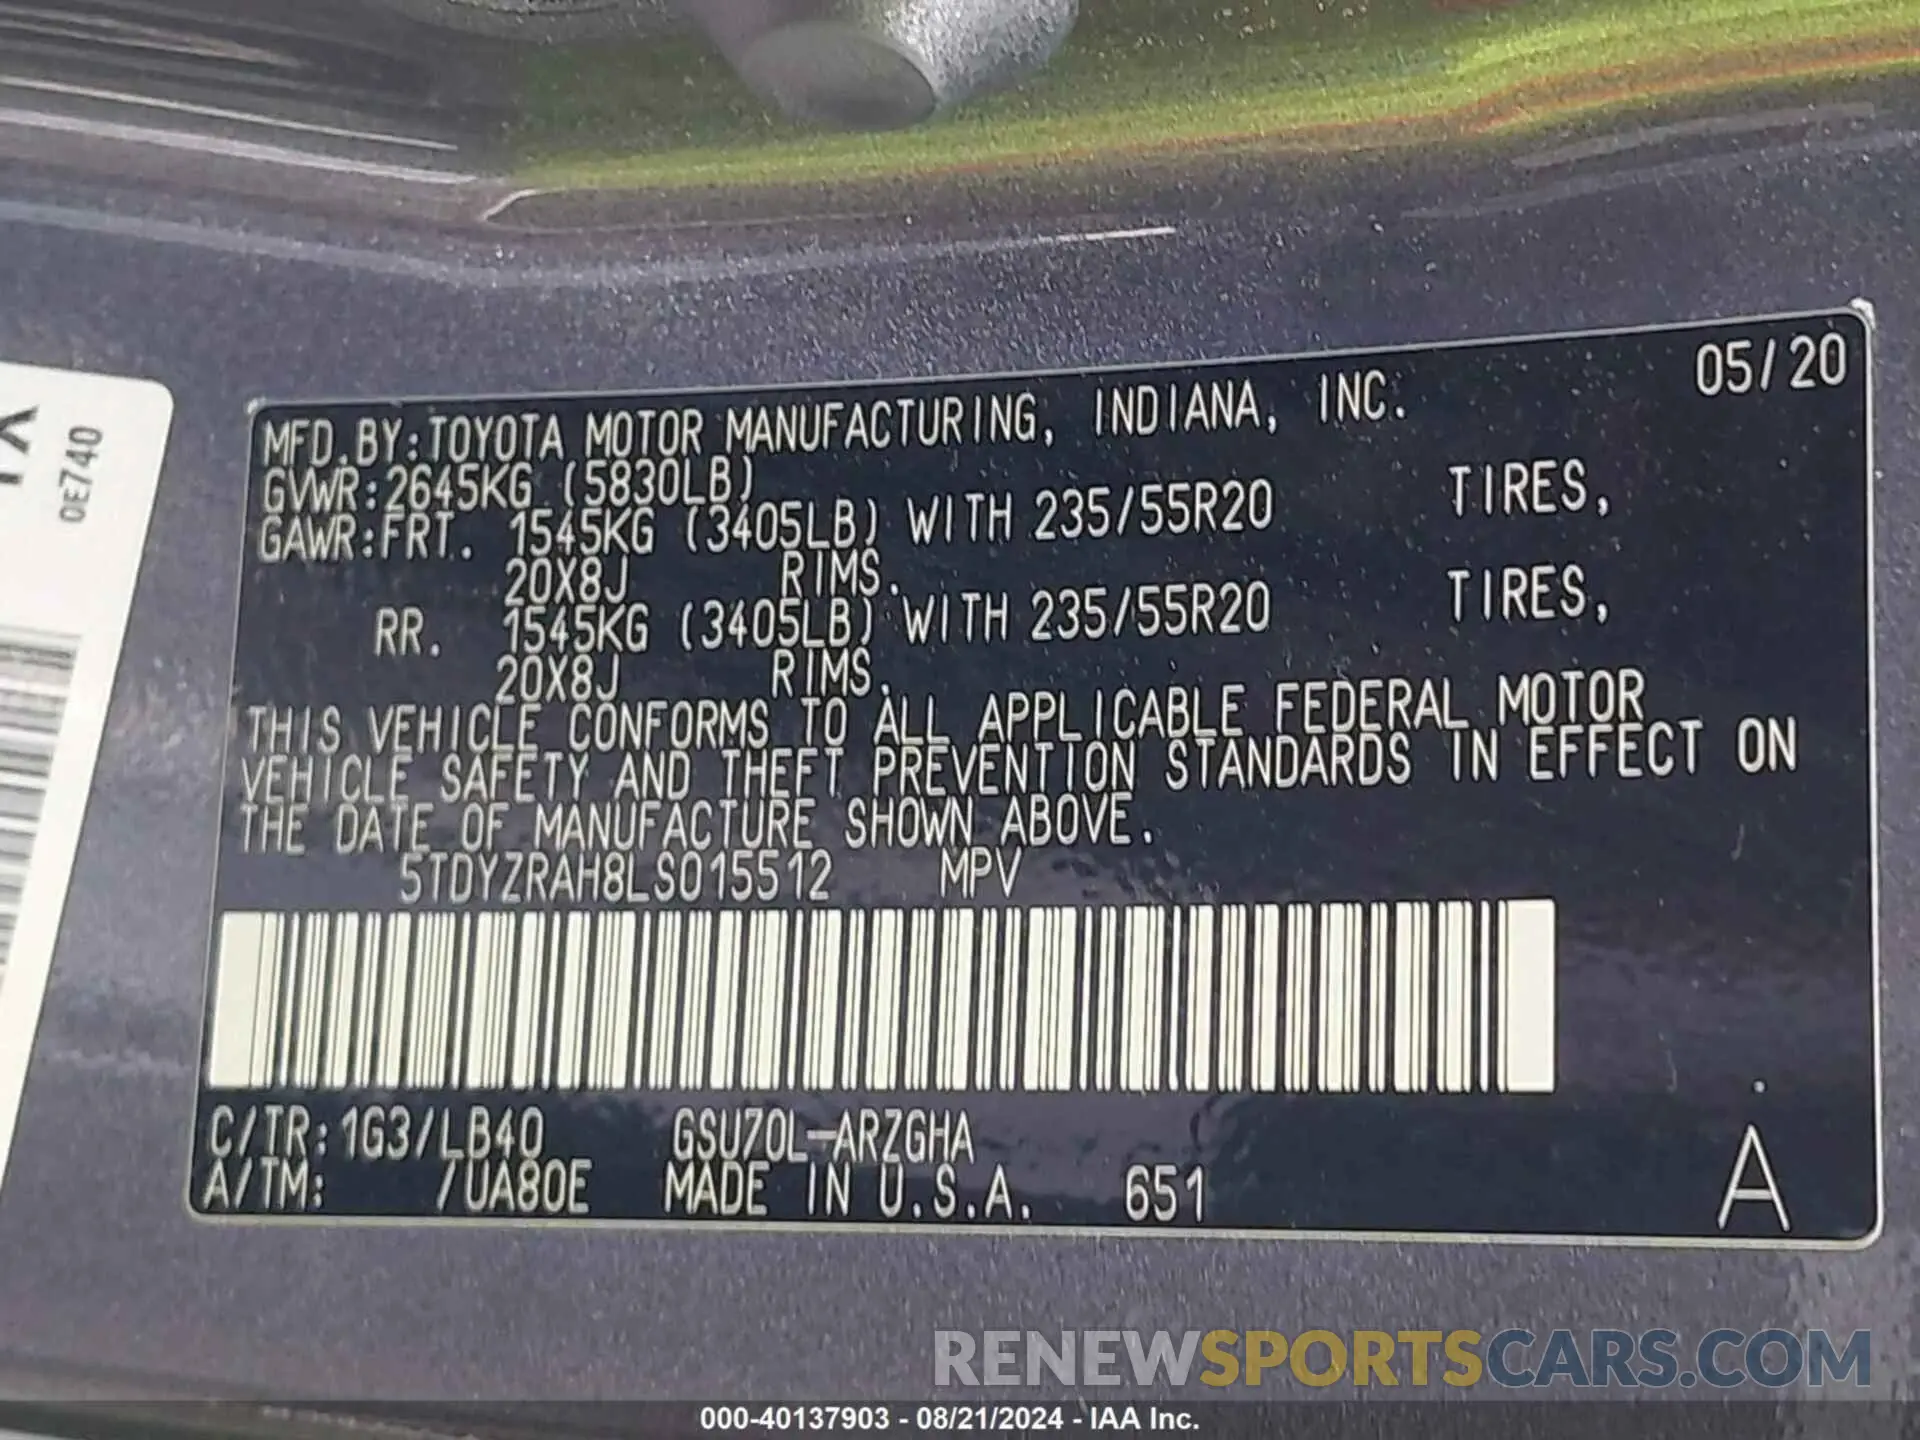 05/20
MFD.BY:TOYOTA MOTOR MANUFACTURING, INDIANA, INC.
GVWR:2645KG (5830LB)
GAWR:FRT. 1545KG (3405LB) WITH 235/55R20 TIRES,
20X8J RIMS.
RR. 1545KG (3405LB) WITH 235/55R20 TIRES,
20X8J RIMS.
THIS VEHICLE CONFORMS TO ALL APPLICABLE FEDERAL MOTOR
VEHICLE SAFETY AND THEFT PREVENTION STANDARDS IN EFFECT ON
THE DATE OF MANUFACTURE SHOWN ABOVE.
5TDYZRAH8LS015512 MPV
C/TR:1G3/LB40 GSU70L-ARZGHA
A/TM: /UA80E MADE IN U.S.A. 651
A
0E740
RENEWSPORTSCARS.COM
000-40137903 - 08/21/2024 - IAA Inc.